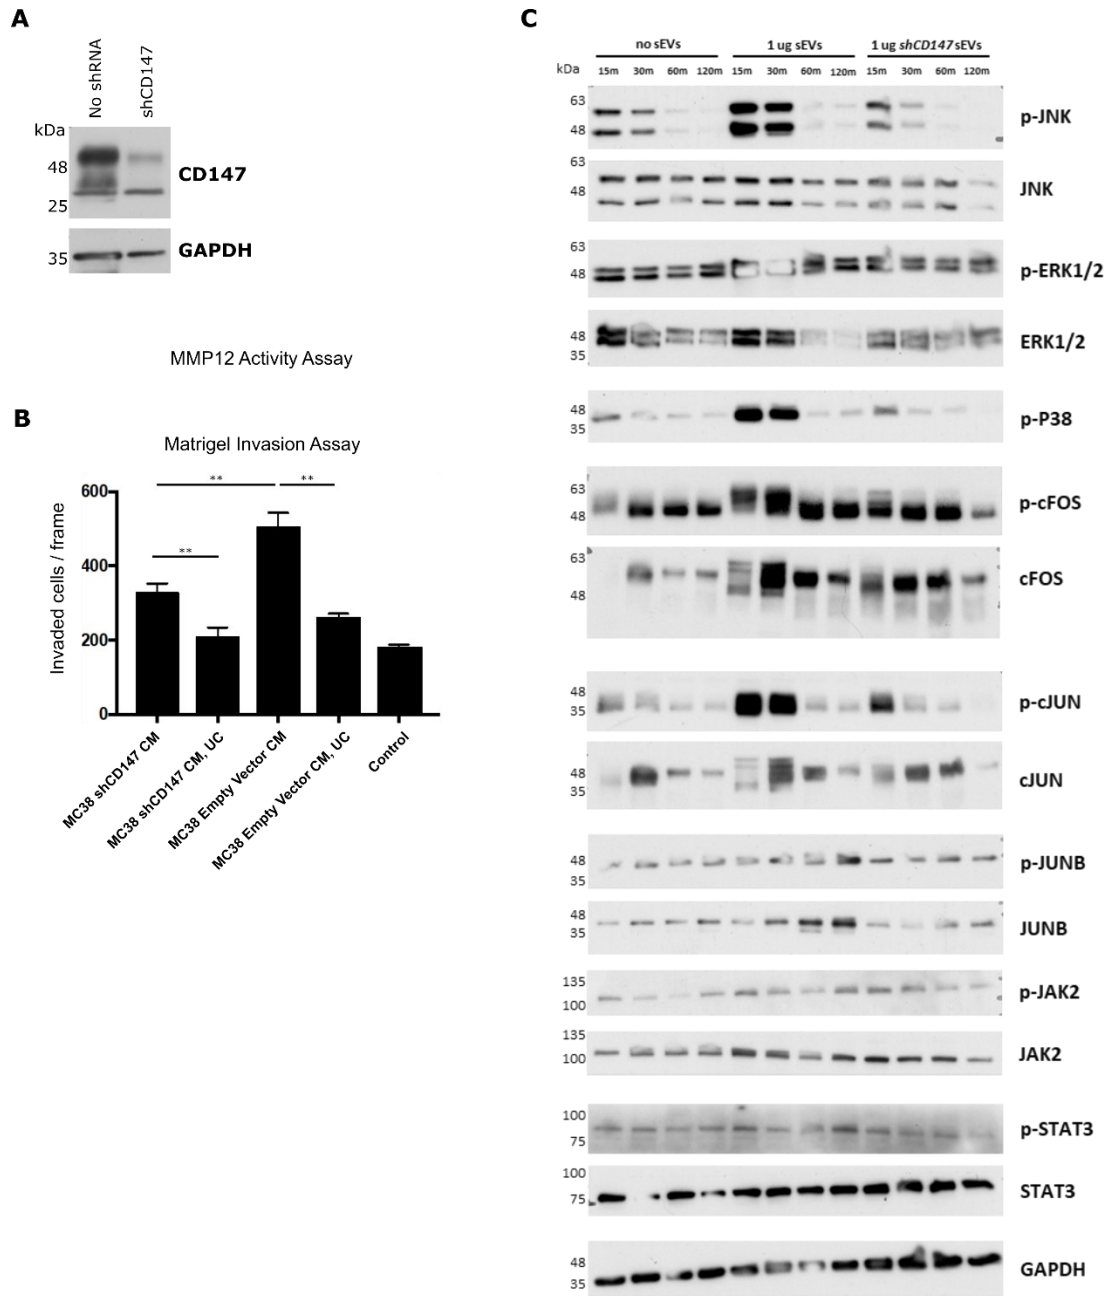 A
No shRNA
shCD147
kDa
48
25
CD147
35
GAPDH
MMP12 Activity Assay
B
Matrigel Invasion Assay
Invaded cells / frame
600
400
200
0
**
**
**
MC38 shCD147 CM
MC38 shCD147 CM, UC
MC38 Empty Vector CM
MC38 Empty Vector CM, UC
Control
C
no sEVs
1 ug sEVs
1 ug shCD147 sEVs
kDa
15m 30m 60m 120m 15m 30m 60m 120m 15m 30m 60m 120m
63
48
p-JNK
63
48
JNK
63
48
p-ERK1/2
48
35
ERK1/2
48
35
p-P38
63
48
p-cFOS
63
48
cFOS
48
35
p-cJUN
48
35
cJUN
48
35
p-JUNB
48
35
JUNB
135
100
p-JAK2
135
100
JAK2
100
75
p-STAT3
100
75
STAT3
48
35
GAPDH